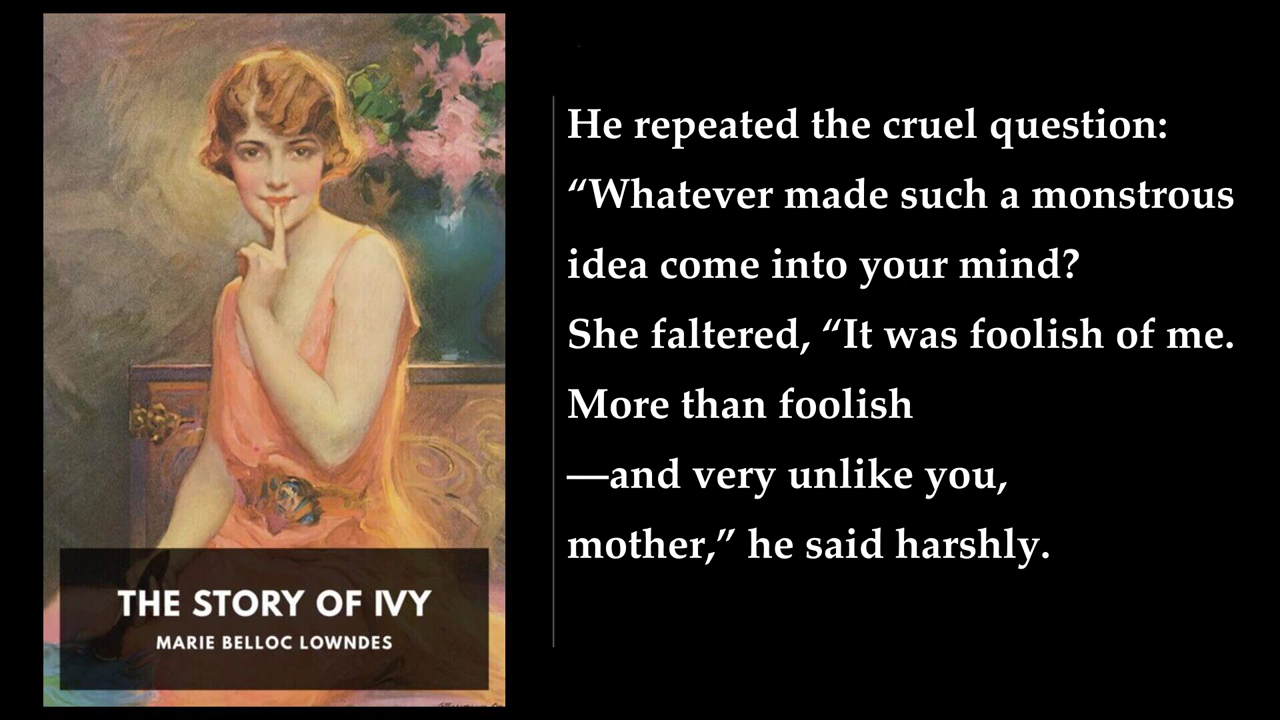 He repeated the cruel question:
“Whatever made such a monstrous
idea come into your mind?
She faltered, “It was foolish of me.
More than foolish
—and very unlike you,
mother,” he said harshly.
THE STORY OF IVY
MARIE BELLOC LOWNDES